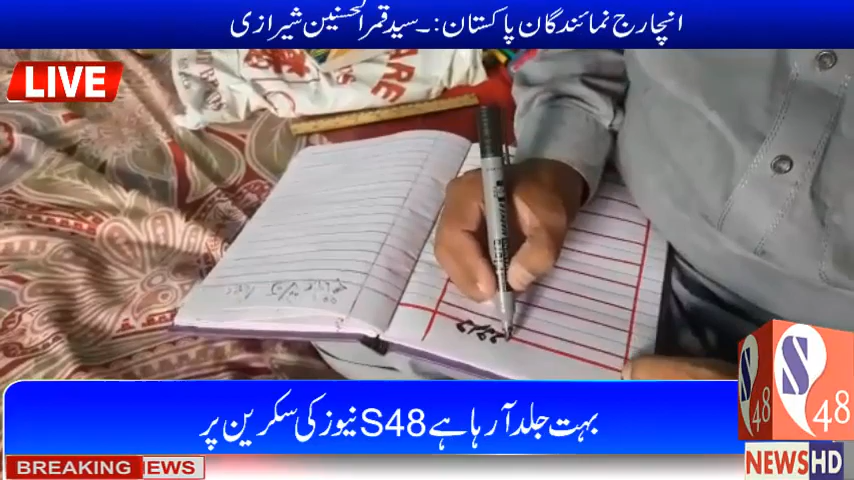 انچارج نمائندگان پاکستان:۔سید قمر الحسنین شیرازی
LIVE
بہت جلد آرہا ہے S48 نیوز کی سکرین پر
S 48
S 48
NEWS HD
BREAKING NEWS